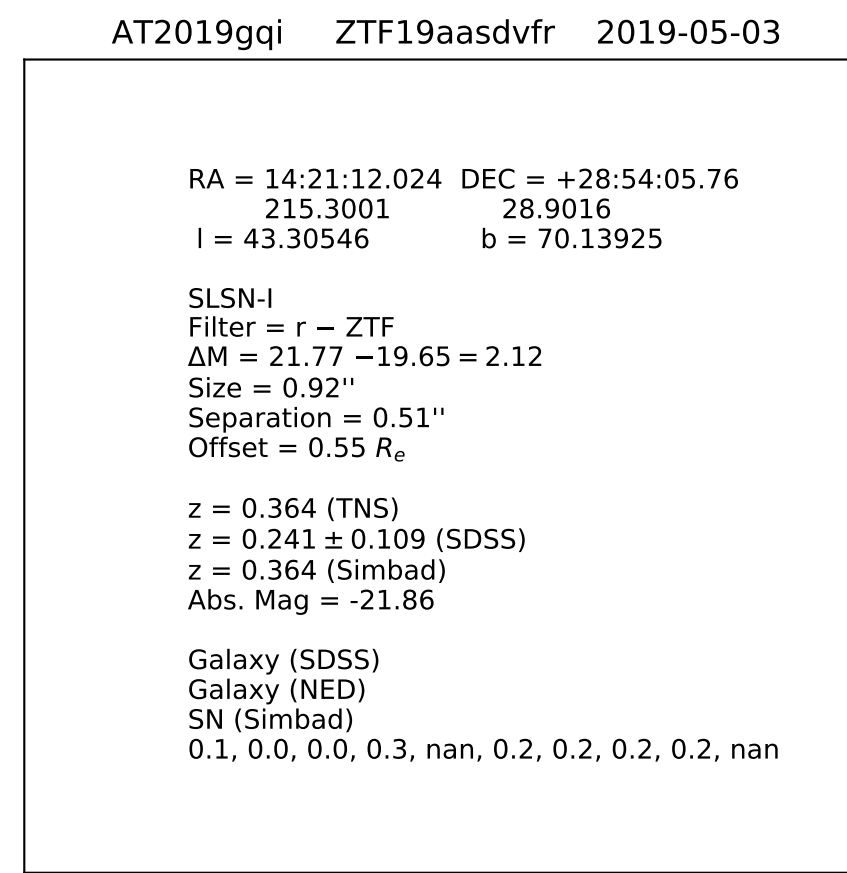 AT2019gqi ZTF19aasdvfr 2019-05-03
RA = 14:21:12.024 DEC = +28:54:05.76
215.3001 28.9016
l = 43.30546 b = 70.13925
SLSN-I
Filter = r − ZTF
ΔM = 21.77 −19.65 = 2.12
Size = 0.92''
Separation = 0.51''
Offset = 0.55 Re
z = 0.364 (TNS)
z = 0.241 ± 0.109 (SDSS)
z = 0.364 (Simbad)
Abs. Mag = -21.86
Galaxy (SDSS)
Galaxy (NED)
SN (Simbad)
0.1, 0.0, 0.0, 0.3, nan, 0.2, 0.2, 0.2, 0.2, nan